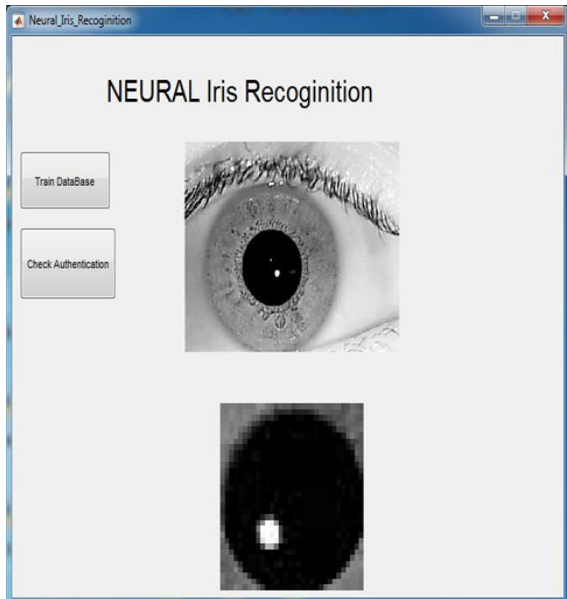 Neural_Iris_Recoginition
NEURAL Iris Recoginition
Train DataBase
Check Authentication